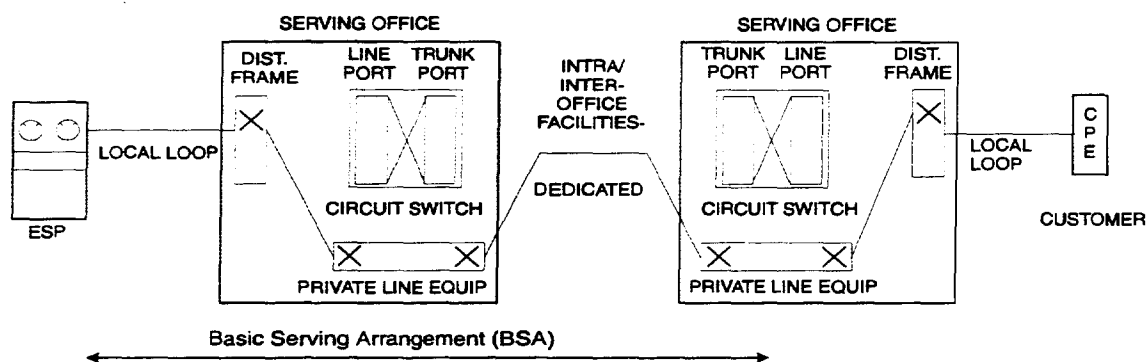 SERVING OFFICE
DIST.
FRAME
LINE
PORT
TRUNK
PORT
ESP
LOCAL LOOP
CIRCUIT SWITCH
PRIVATE LINE EQUIP
INTRA/
INTER-
OFFICE
FACILITIES-
DEDICATED
SERVING OFFICE
TRUNK
PORT
LINE
PORT
DIST.
FRAME
CIRCUIT SWITCH
PRIVATE LINE EQUIP
LOCAL
LOOP
C
P
E
CUSTOMER
Basic Serving Arrangement (BSA)